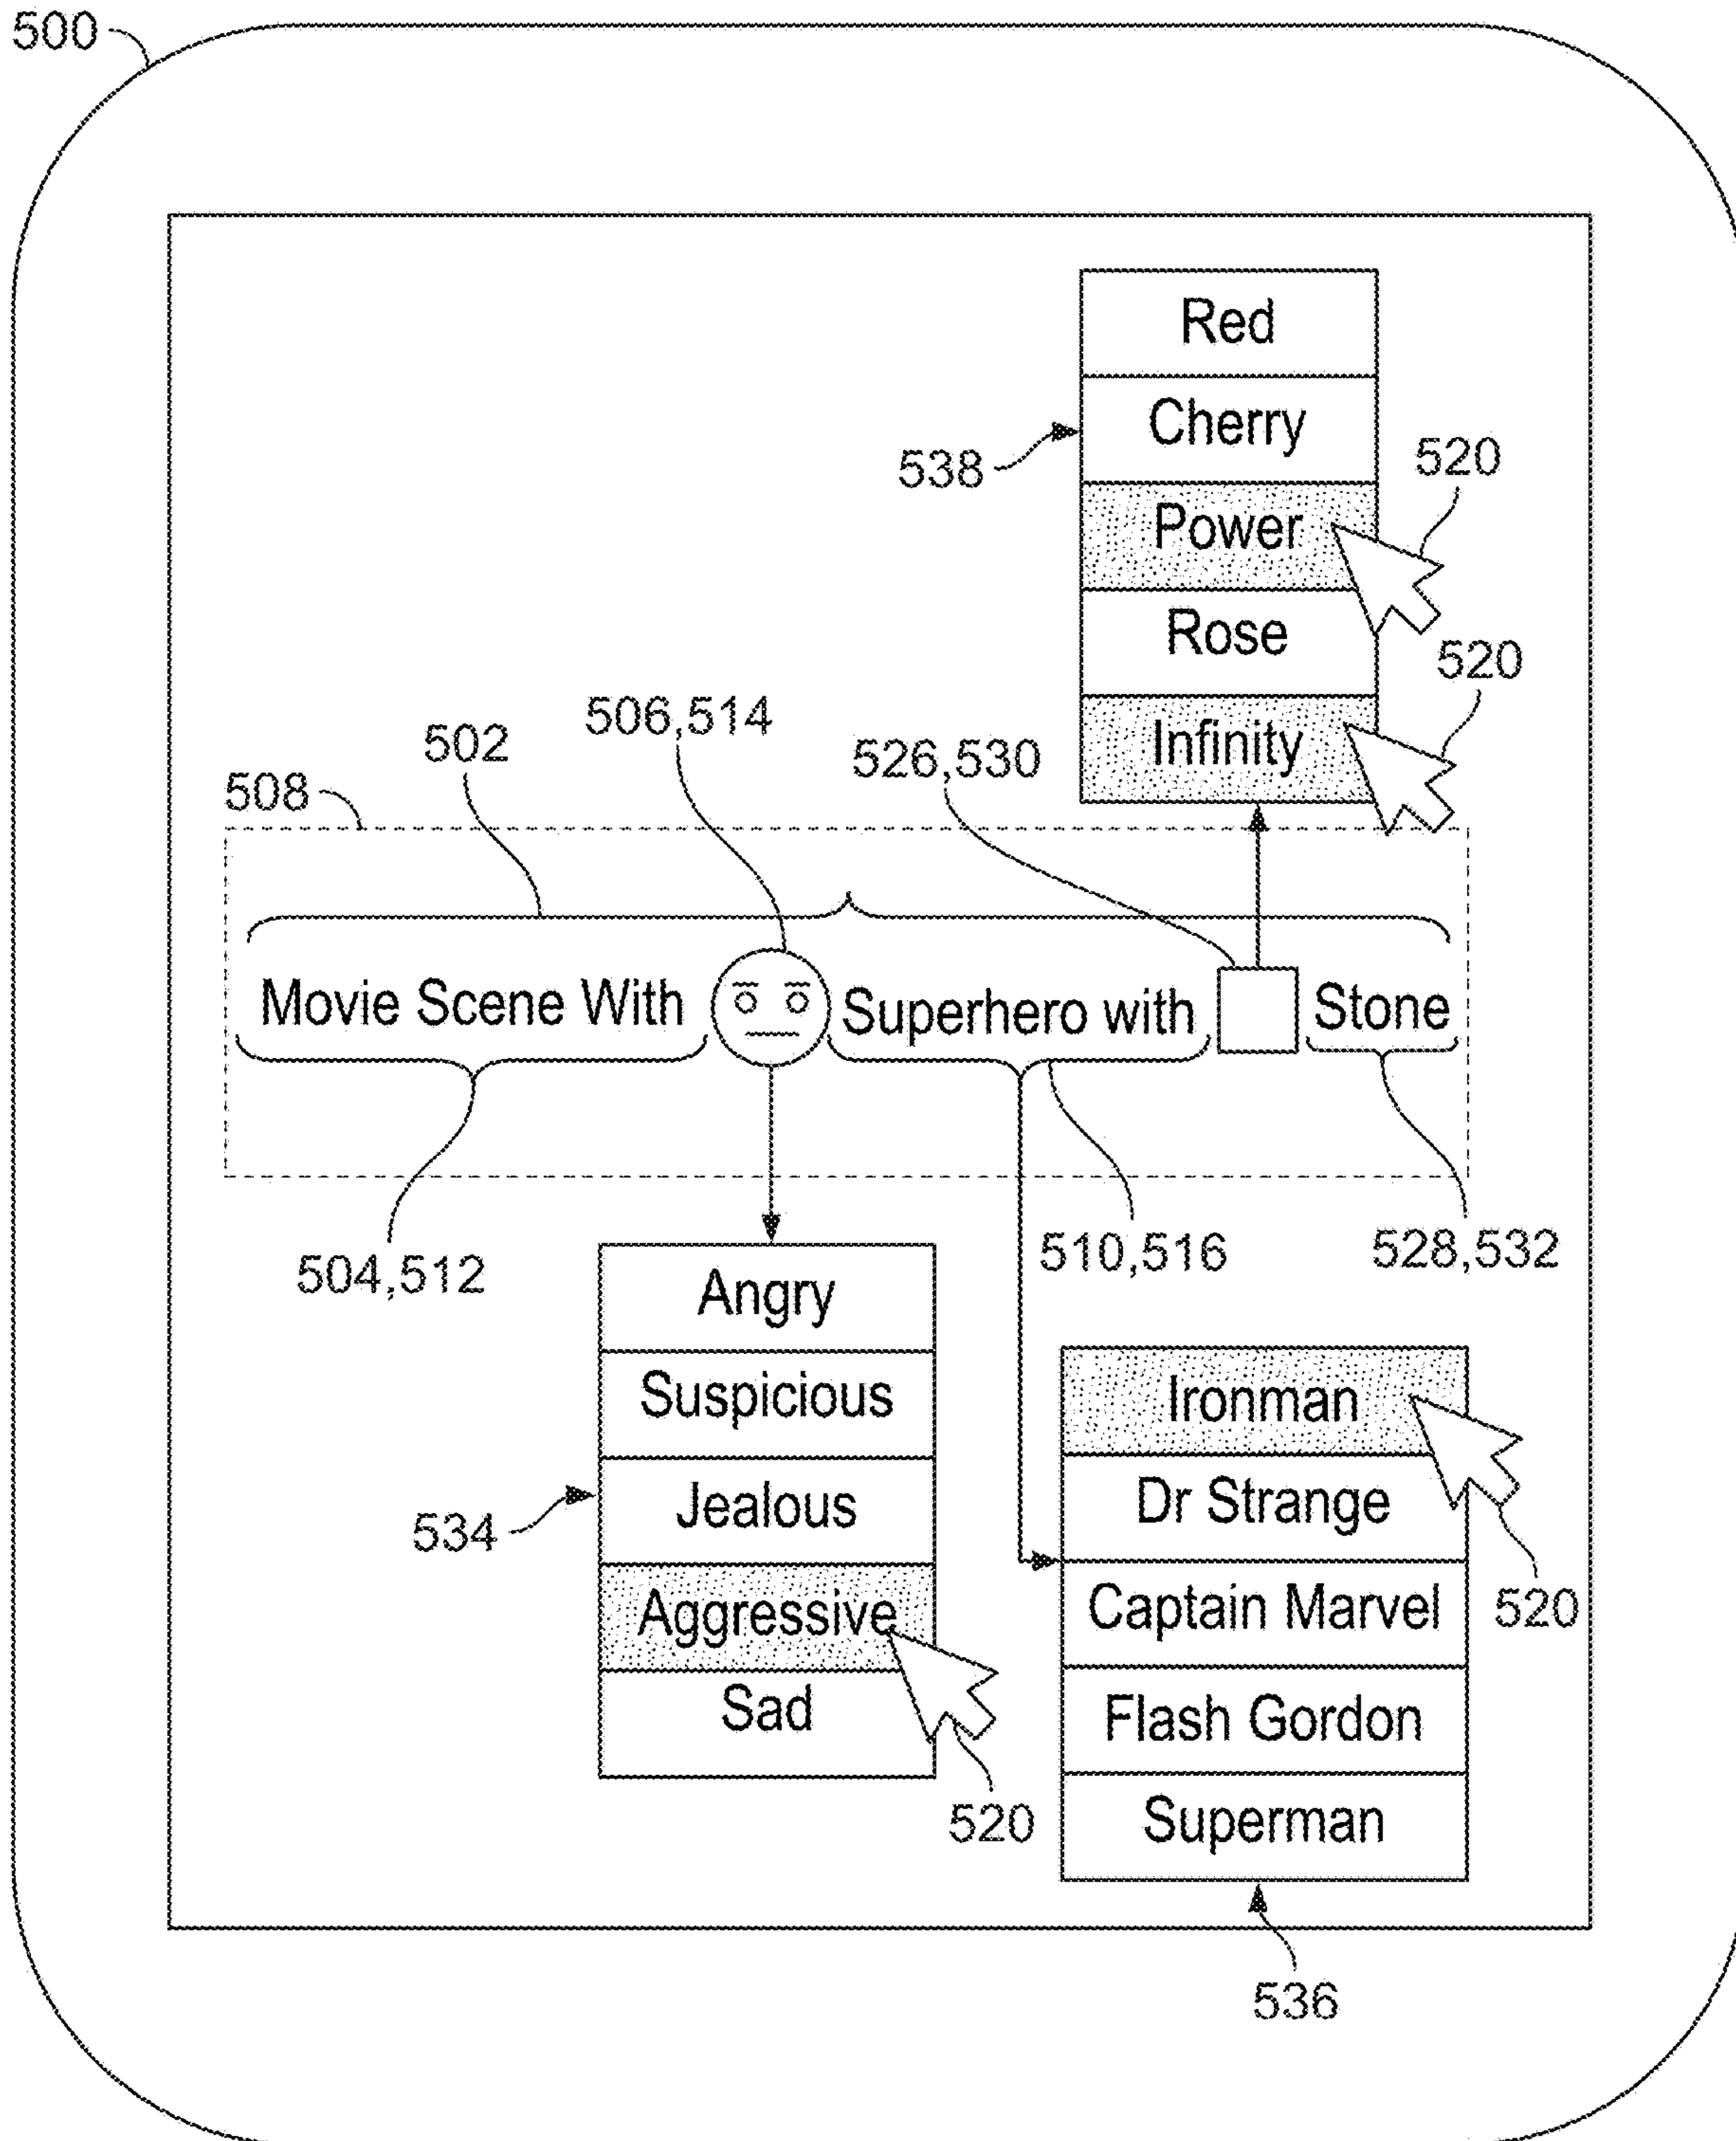 500
Red
Cherry
538
520
Power
Rose
520
Infinity
506,514
502
526,530
508
Movie Scene With Superhero with Stone
504,512
510,516
528,532
Angry
Suspicious
Jealous
534
Aggressive
Sad
520
Ironman
Dr Strange
Captain Marvel
520
Flash Gordon
Superman
536